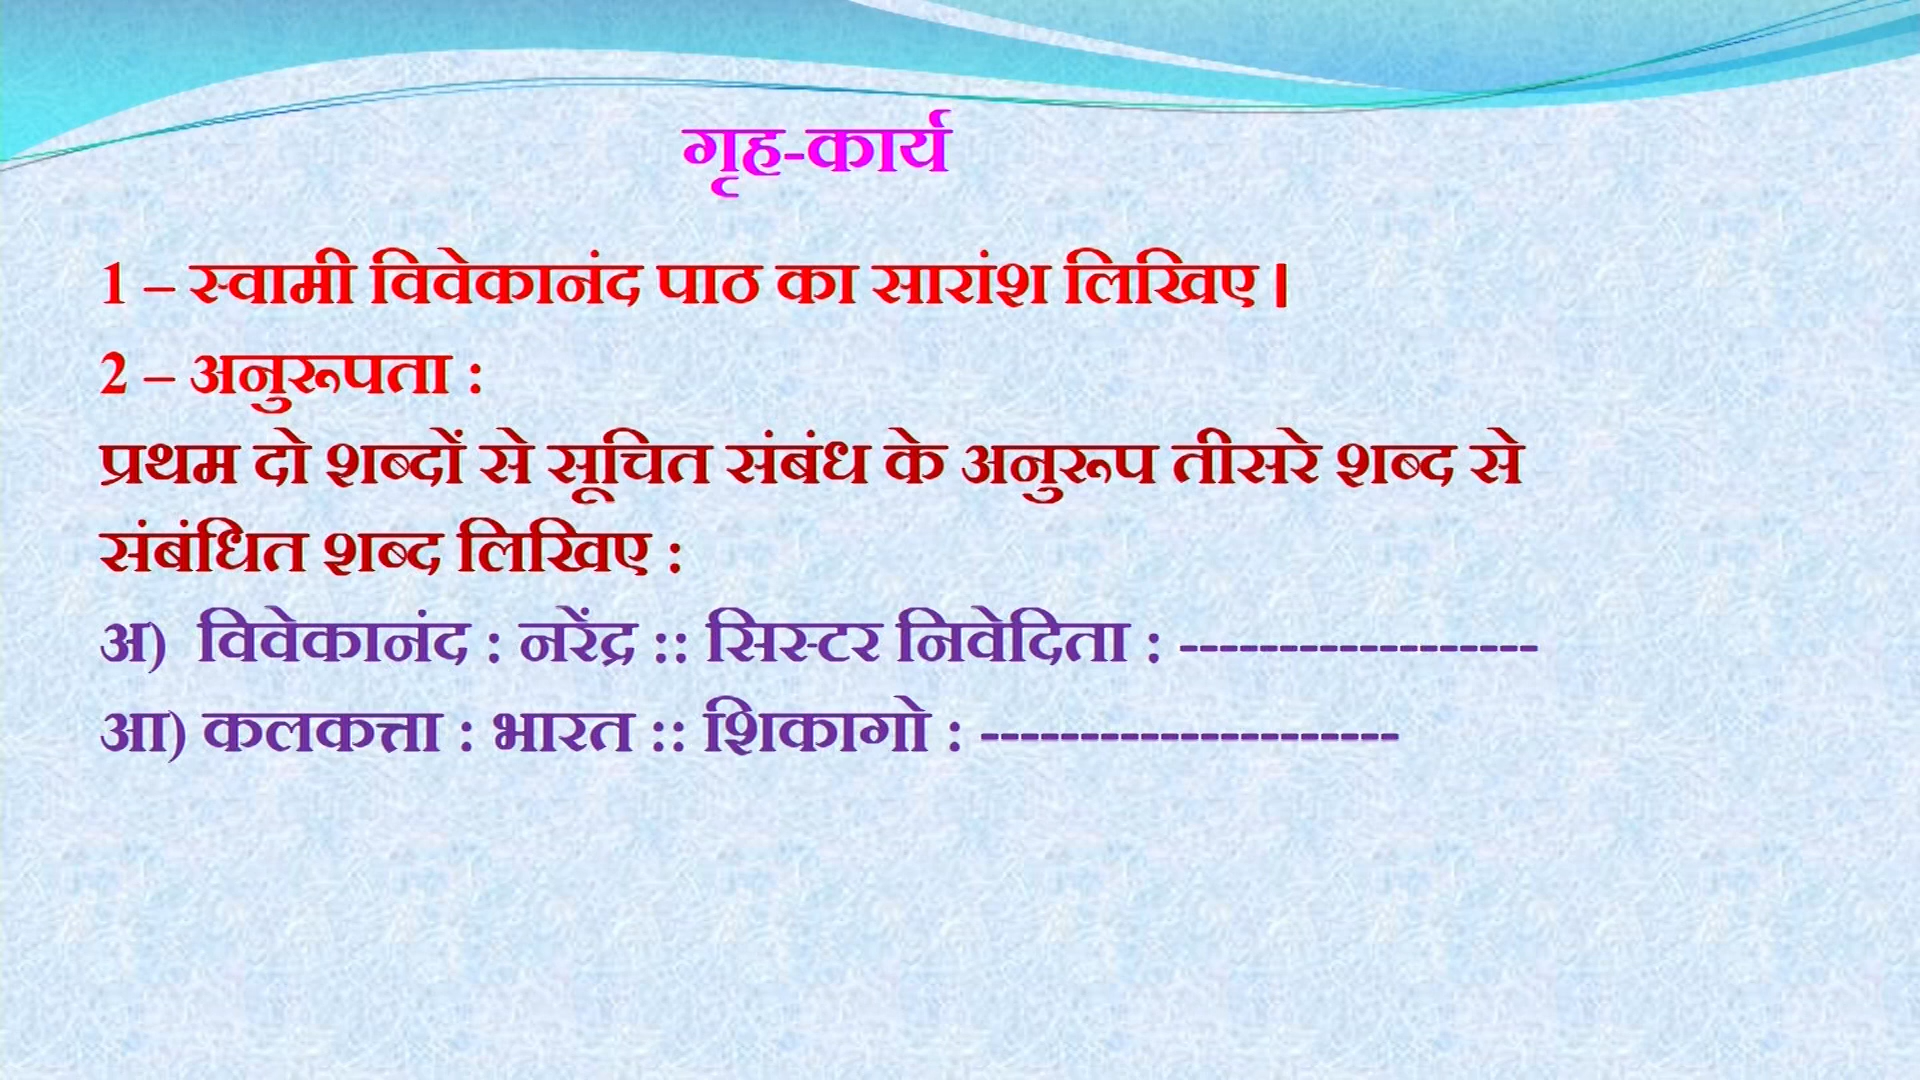 गृह-कार्य
1 – स्वामी विवेकानंद पाठ का सारांश लिखिए ।
2 – अनुरूपता :
प्रथम दो शब्दों से सूचित संबंध के अनुरूप तीसरे शब्द से
संबंधित शब्द लिखिए :
अ) विवेकानंद : नरेंद्र :: सिस्टर निवेदिता : ------------------
आ) कलकत्ता : भारत :: शिकागो : ---------------------